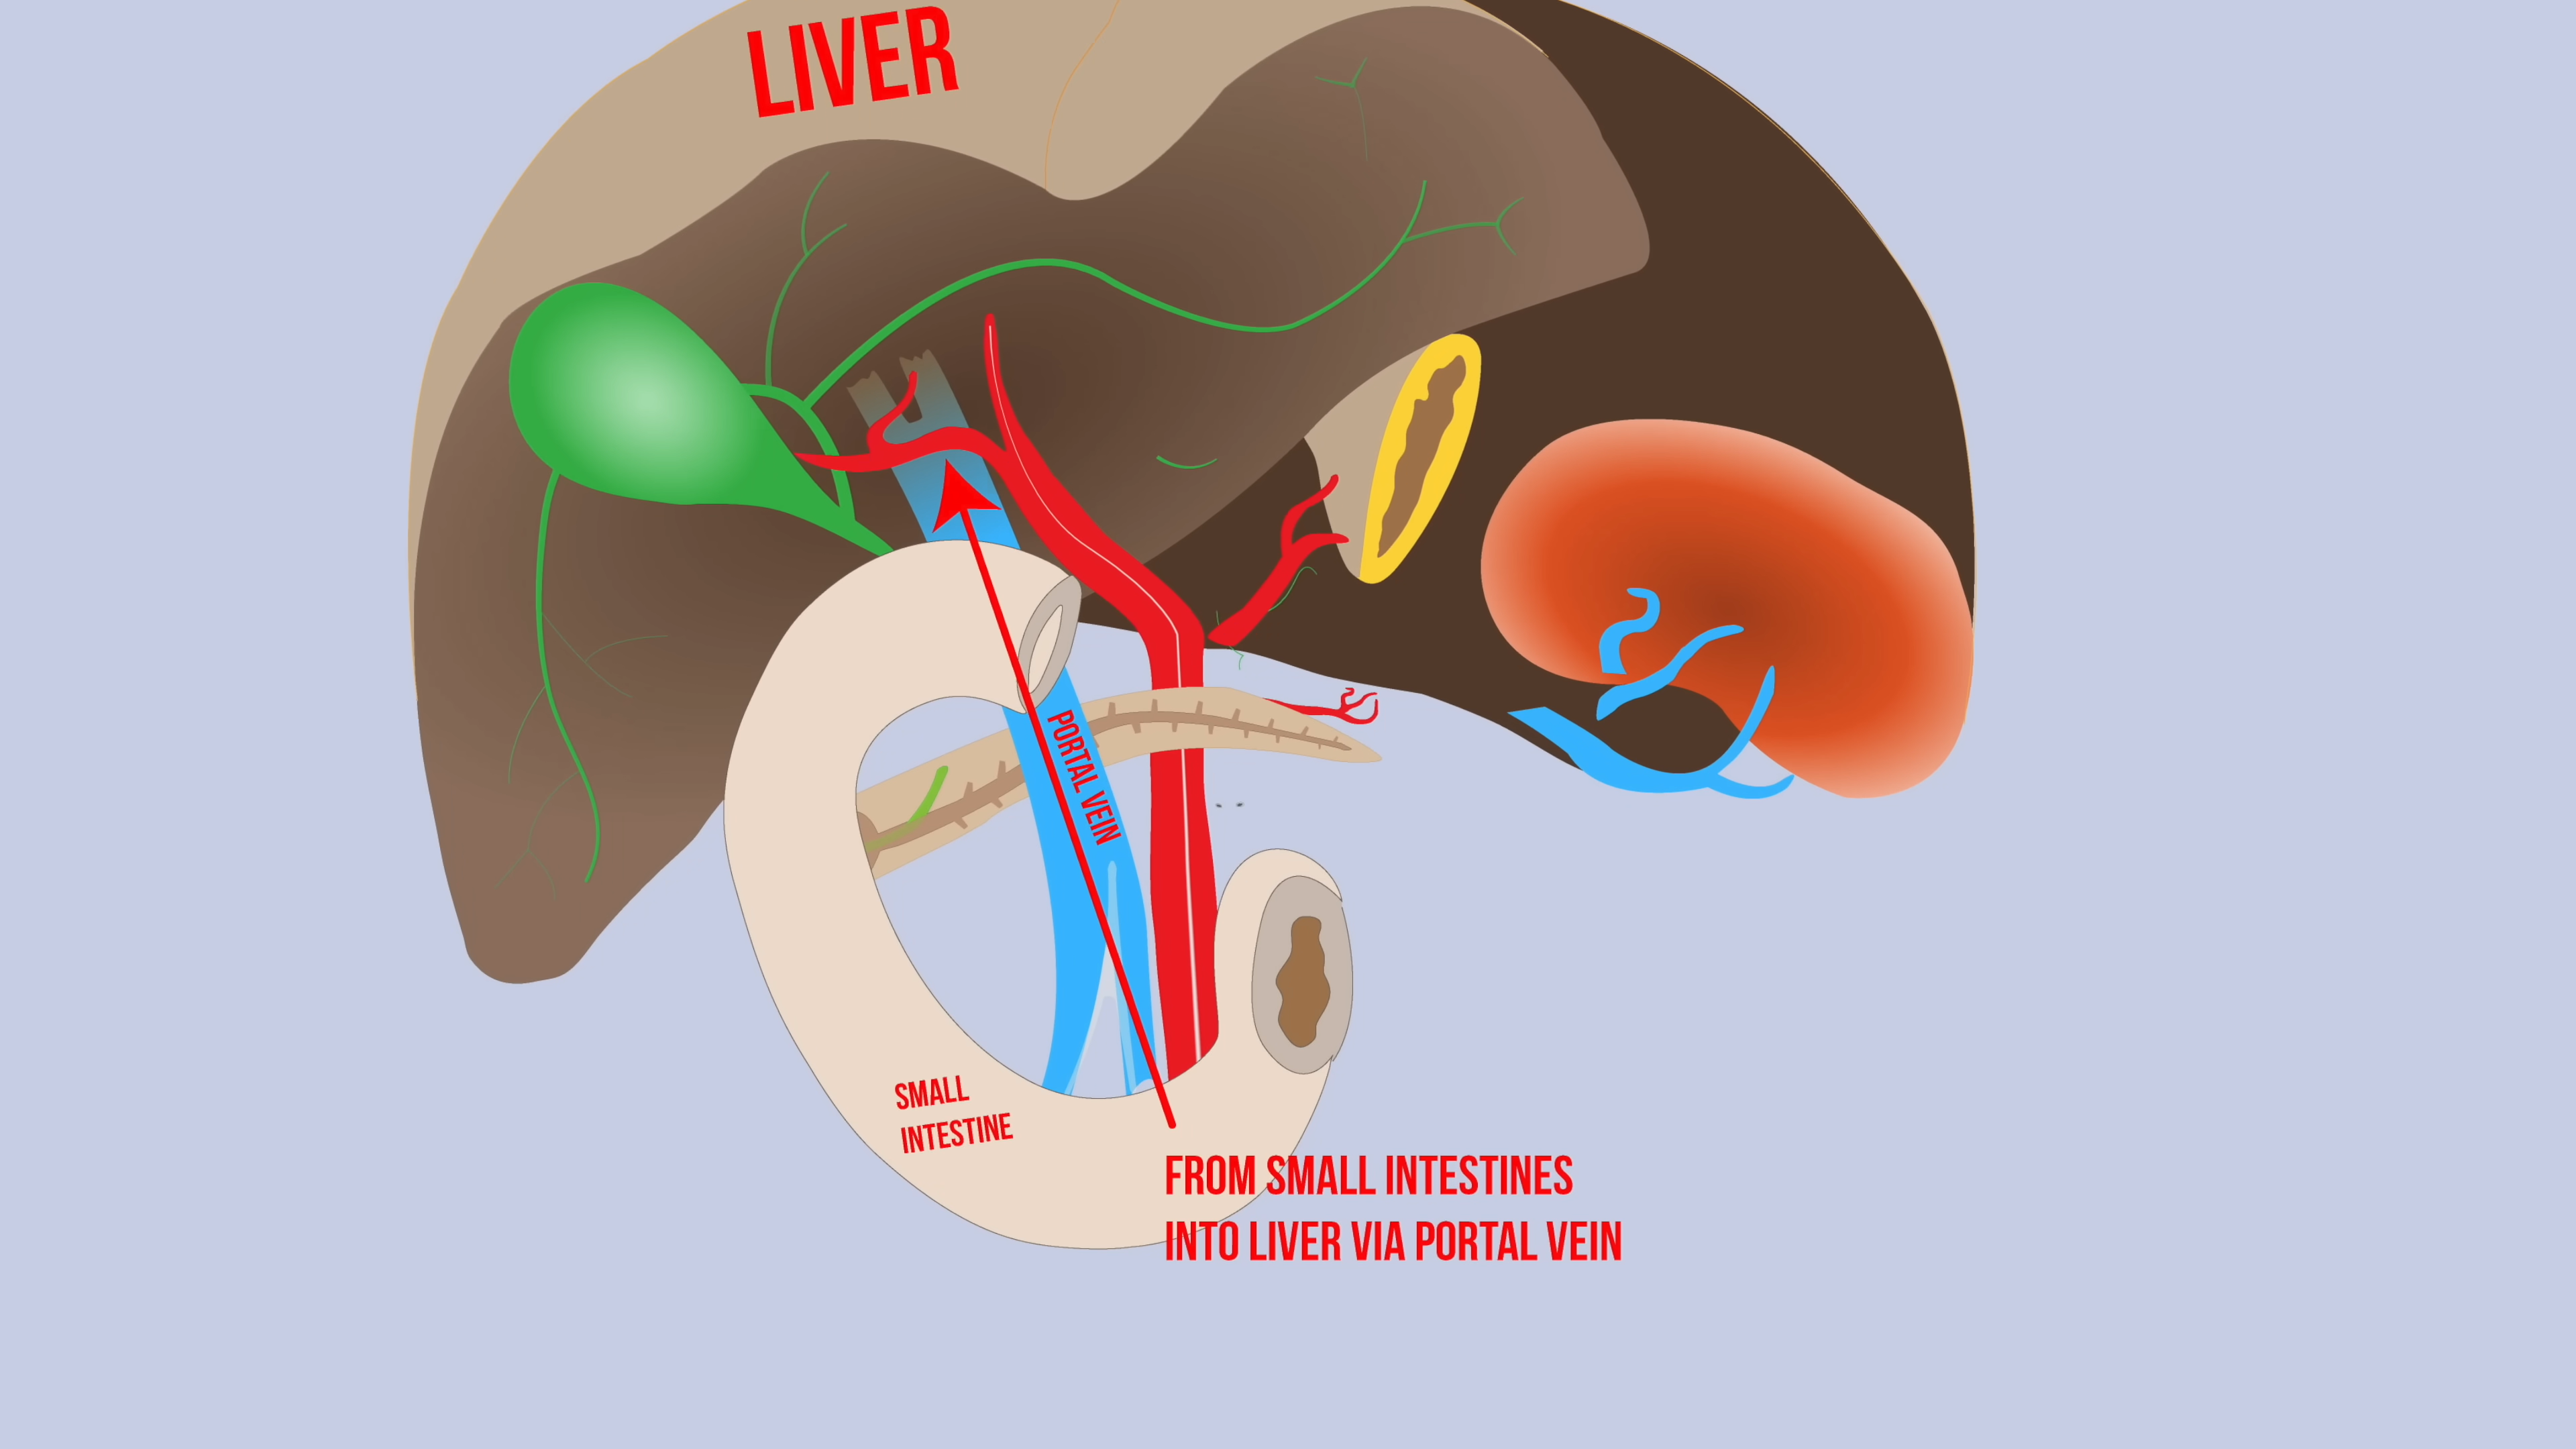 LIVER
PORTAL VEIN
SMALL
INTESTINE
FROM SMALL INTESTINES
INTO LIVER VIA PORTAL VEIN